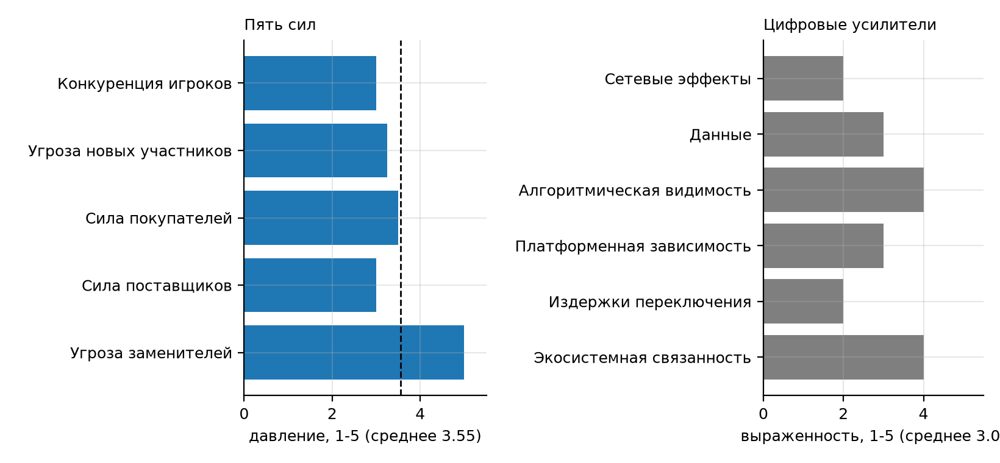 Пять сил
Конкуренция игроков
Угроза новых участников
Сила покупателей
Сила поставщиков
Угроза заменителей
0 2 4
давление, 1-5 (среднее 3.55)
Цифровые усилители
Сетевые эффекты
Данные
Алгоритмическая видимость
Платформенная зависимость
Издержки переключения
Экосистемная связанность
0 2 4
выраженность, 1-5 (среднее 3.0